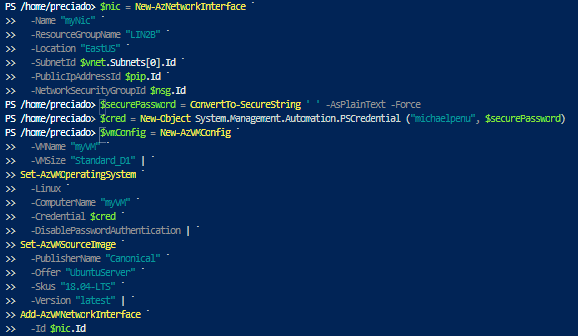 PS /home/preciado> $nic = New-AzNetworkInterface `
>>   -Name "myNic" `
>>   -ResourceGroupName "LIN2B" `
>>   -Location "EastUS" `
>>   -SubnetId $vnet.Subnets[0].Id `
>>   -PublicIpAddressId $pip.Id `
>>   -NetworkSecurityGroupId $nsg.Id
PS /home/preciado> $securePassword = ConvertTo-SecureString ' ' -AsPlainText -Force
PS /home/preciado> $cred = New-Object System.Management.Automation.PSCredential ("michaelpenu", $securePassword)
PS /home/preciado> $vmConfig = New-AzVMConfig `
>>   -VMName "myVM" `
>>   -VMSize "Standard_D1" | `
>> Set-AzVMOperatingSystem `
>>   -Linux `
>>   -ComputerName "myVM" `
>>   -Credential $cred `
>>   -DisablePasswordAuthentication | `
>> Set-AzVMSourceImage `
>>   -PublisherName "Canonical" `
>>   -Offer "UbuntuServer" `
>>   -Skus "18.04-LTS" `
>>   -Version "latest" | `
>> Add-AzVMNetworkInterface `
>>   -Id $nic.Id